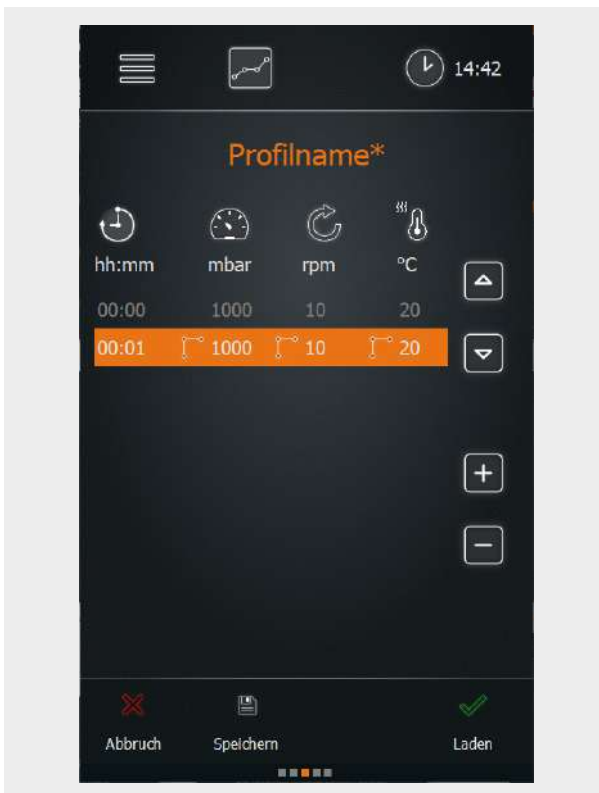 14:42
Profilname*
hh:mm mbar rpm °C
00:00 1000 10 20
00:01 1000 10 20
Abbruch Speichern Laden